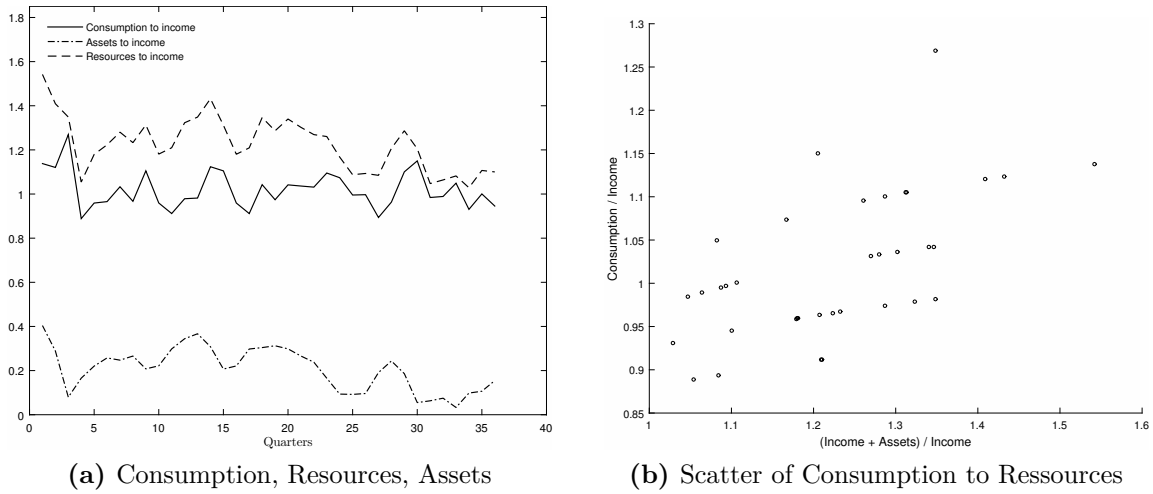 Consumption to income
Assets to income
Resources to income
1.8
1.6
1.4
1.2
1
0.8
0.6
0.4
0.2
0
0 5 10 15 20 25 30 35 40
Quarters
(a) Consumption, Resources, Assets
Consumption / Income
1.3
1.25
1.2
1.15
1.1
1.05
1
0.95
0.9
0.85
1 1.1 1.2 1.3 1.4 1.5 1.6
(Income + Assets) / Income
(b) Scatter of Consumption to Ressources